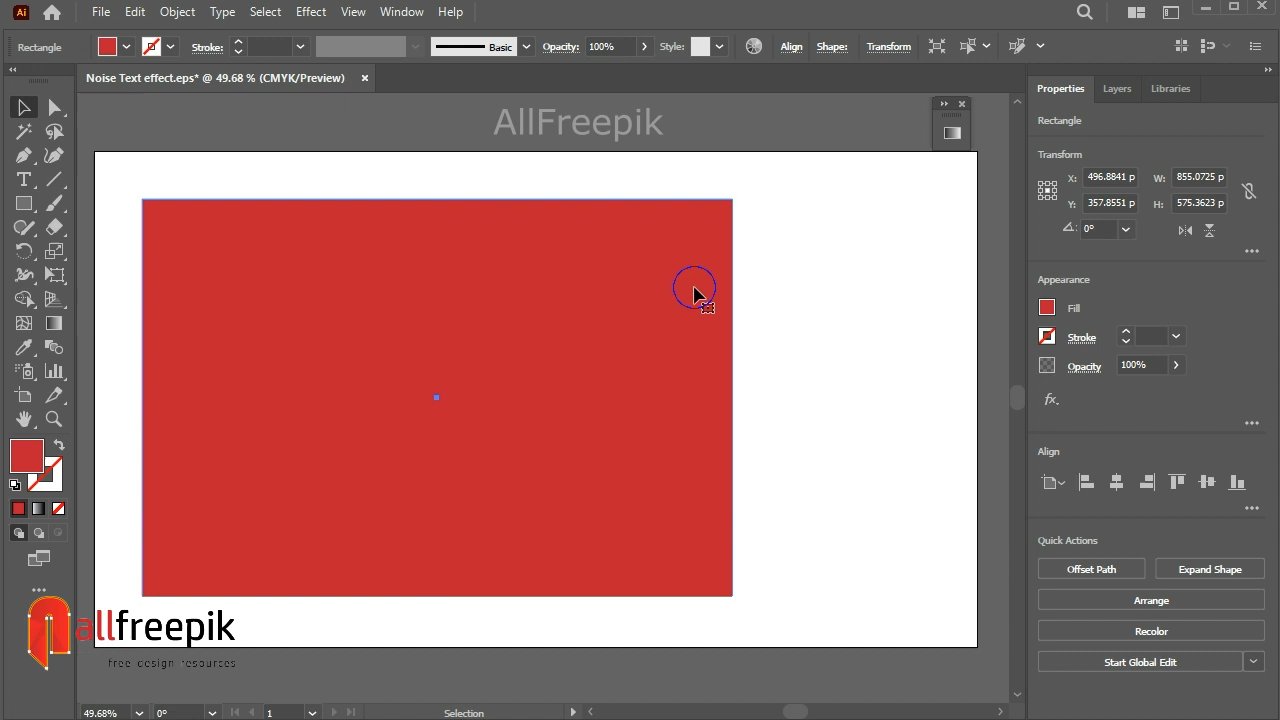 Ai File Edit Object Type Select Effect View Window Help
Rectangle Stroke: Basic Opacity: 100% Style: Align Shape: Transform
Noise Text effect.eps* @ 49.68 % (CMYK/Preview) ×
AllFreepik
Properties Layers Libraries
Rectangle
Transform
X: 496.8841 p W: 855.0725 p
Y: 357.8551 p H: 575.3623 p
0°
Appearance
Fill
Stroke
Opacity 100%
fx.
Align
Quick Actions
Offset Path Expand Shape
Arrange
Recolor
Start Global Edit
allfreepik
free design resources
49.68% 0° 1 Selection